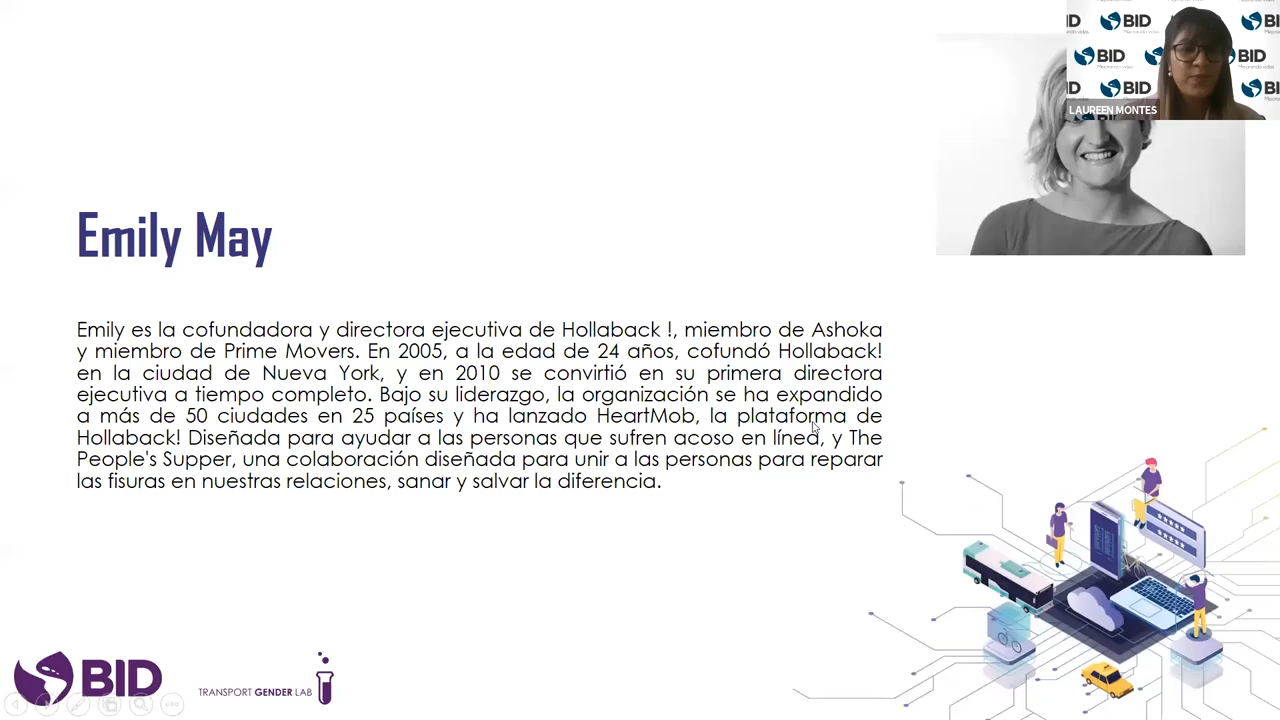 BID
BID
BID
BID
BID
LAUREEN MONTES
Emily May
Emily es la cofundadora y directora ejecutiva de Hollaback !, miembro de Ashoka
y miembro de Prime Movers. En 2005, a la edad de 24 años, cofundó Hollaback!
en la ciudad de Nueva York, y en 2010 se convirtió en su primera directora
ejecutiva a tiempo completo. Bajo su liderazgo, la organización se ha expandido
a más de 50 ciudades en 25 países y ha lanzado HeartMob, la plataforma de
Hollaback! Diseñada para ayudar a las personas que sufren acoso en línea, y The
People's Supper, una colaboración diseñada para unir a las personas para reparar
las fisuras en nuestras relaciones, sanar y salvar la diferencia.
BID
TRANSPORT GENDER LAB